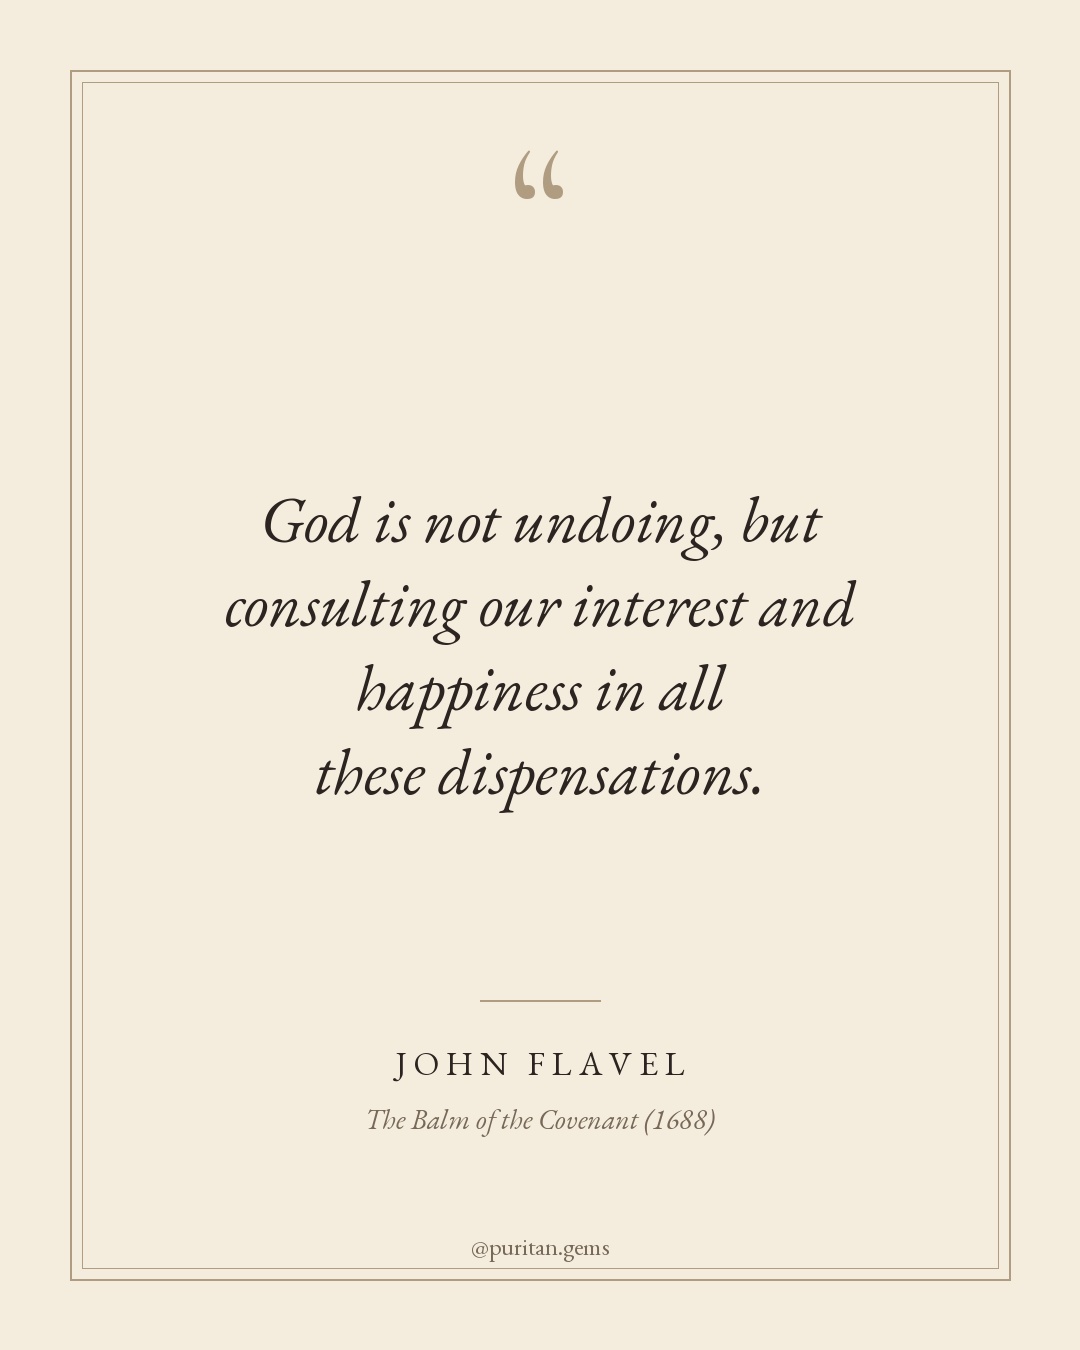 “
God is not undoing, but
consulting our interest and
happiness in all
these dispensations.
JOHN FLAVEL
The Balm of the Covenant (1688)
@puritan.gems